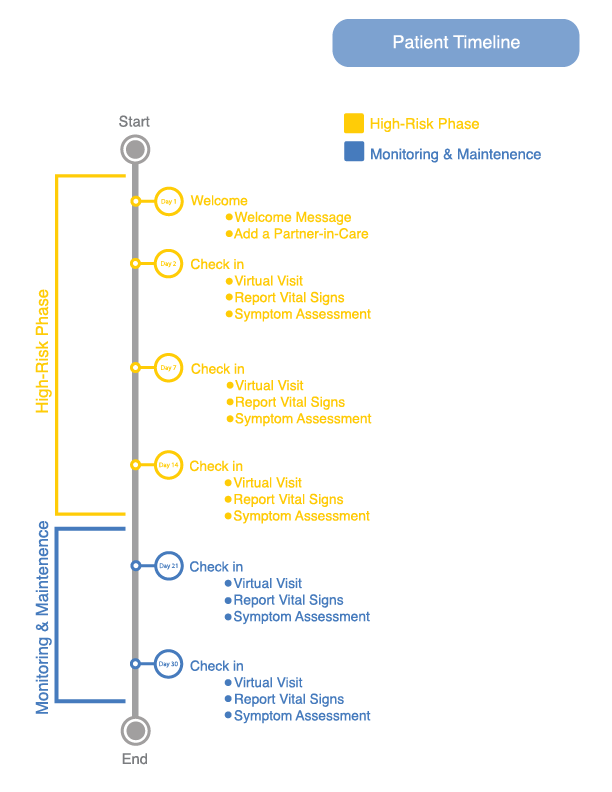 Patient Timeline
Start
High-Risk Phase
Monitoring & Maintenence
High-Risk Phase
Day 1
Welcome
Welcome Message
Add a Partner-in-Care
Day 2
Check in
Virtual Visit
Report Vital Signs
Symptom Assessment
Day 7
Check in
Virtual Visit
Report Vital Signs
Symptom Assessment
Day 14
Check in
Virtual Visit
Report Vital Signs
Symptom Assessment
Monitoring & Maintenence
Day 21
Check in
Virtual Visit
Report Vital Signs
Symptom Assessment
Day 30
Check in
Virtual Visit
Report Vital Signs
Symptom Assessment
End